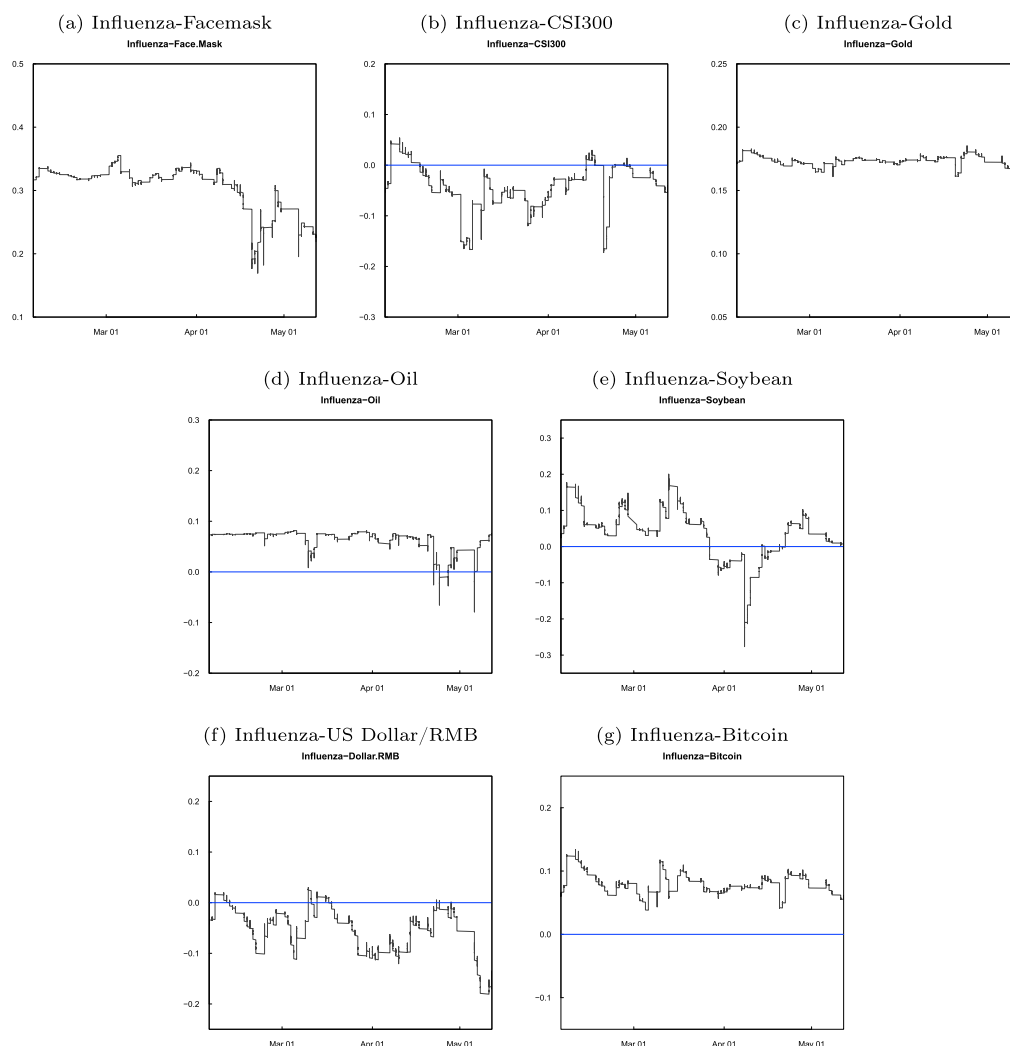 (a) Influenza-Facemask
Influenza−Face.Mask
0.5
0.4
0.3
0.2
0.1
Mar 01 Apr 01 May 01
(b) Influenza-CSI300
Influenza−CSI300
0.2
0.1
0.0
−0.1
−0.2
−0.3
Mar 01 Apr 01 May 01
(c) Influenza-Gold
Influenza−Gold
0.25
0.20
0.15
0.05
Mar 01 Apr 01 May 01
(d) Influenza-Oil
Influenza−Oil
0.3
0.2
0.1
0.0
−0.1
−0.2
Mar 01 Apr 01 May 01
(e) Influenza-Soybean
Influenza−Soybean
0.3
0.2
0.1
0.0
−0.1
−0.2
−0.3
Mar 01 Apr 01 May 01
(f) Influenza-US Dollar/RMB
Influenza−Dollar.RMB
0.2
0.1
0.0
−0.1
−0.2
Mar 01 Apr 01 May 01
(g) Influenza-Bitcoin
Influenza−Bitcoin
0.2
0.1
0.0
−0.1
Mar 01 Apr 01 May 01